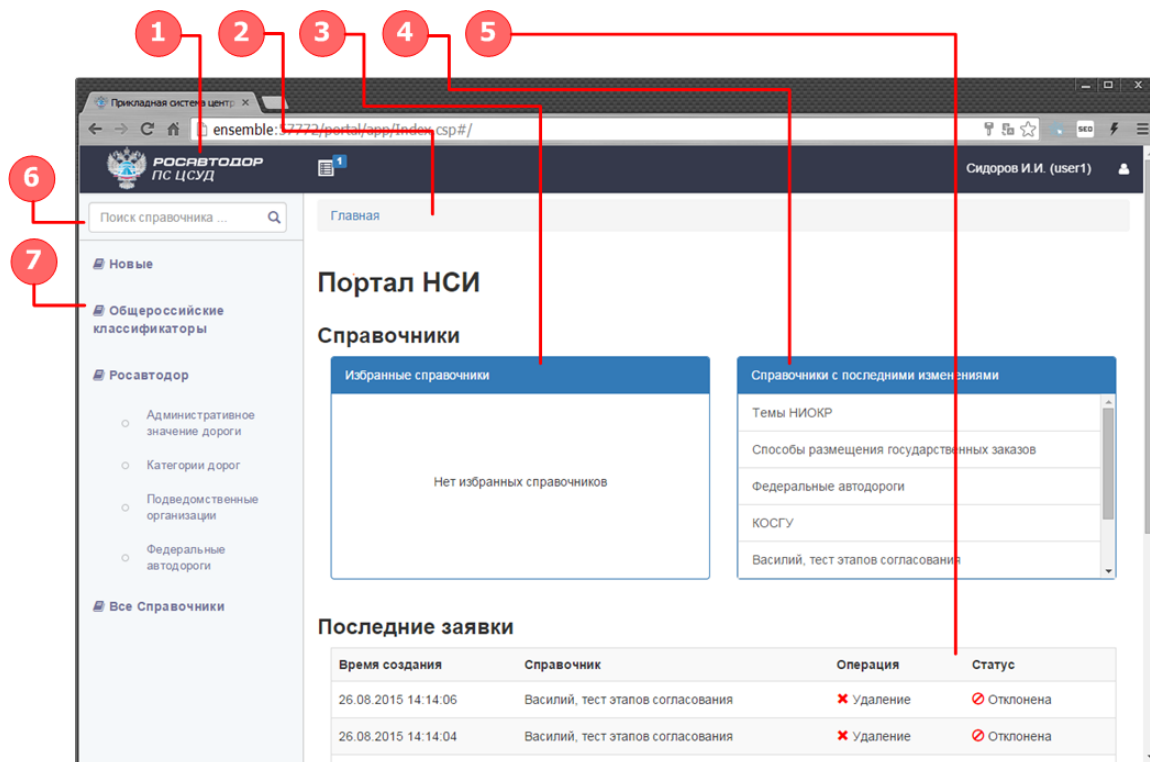 1 2 3 4 5
Прикладная система центр
ensemble:57772/portal/app/Index.csp#/
SEO
РОСАВТОДОР
ПС ЦСУД
1
Сидоров И.И. (user1)
6
Поиск справочника ...
Главная
7
Новые
Общероссийские
классификаторы
Росавтодор
Административное
значение дороги
Категории дорог
Подведомственные
организации
Федеральные
автодороги
Все Справочники
Портал НСИ
Справочники
Избранные справочники
Нет избранных справочников
Справочники с последними изменениями
Темы НИОКР
Способы размещения государственных заказов
Федеральные автодороги
КОСГУ
Василий, тест этапов согласования
Последние заявки
Время создания Справочник Операция Статус
26.08.2015 14:14:06 Василий, тест этапов согласования Удаление Отклонена
26.08.2015 14:14:04 Василий, тест этапов согласования Удаление Отклонена